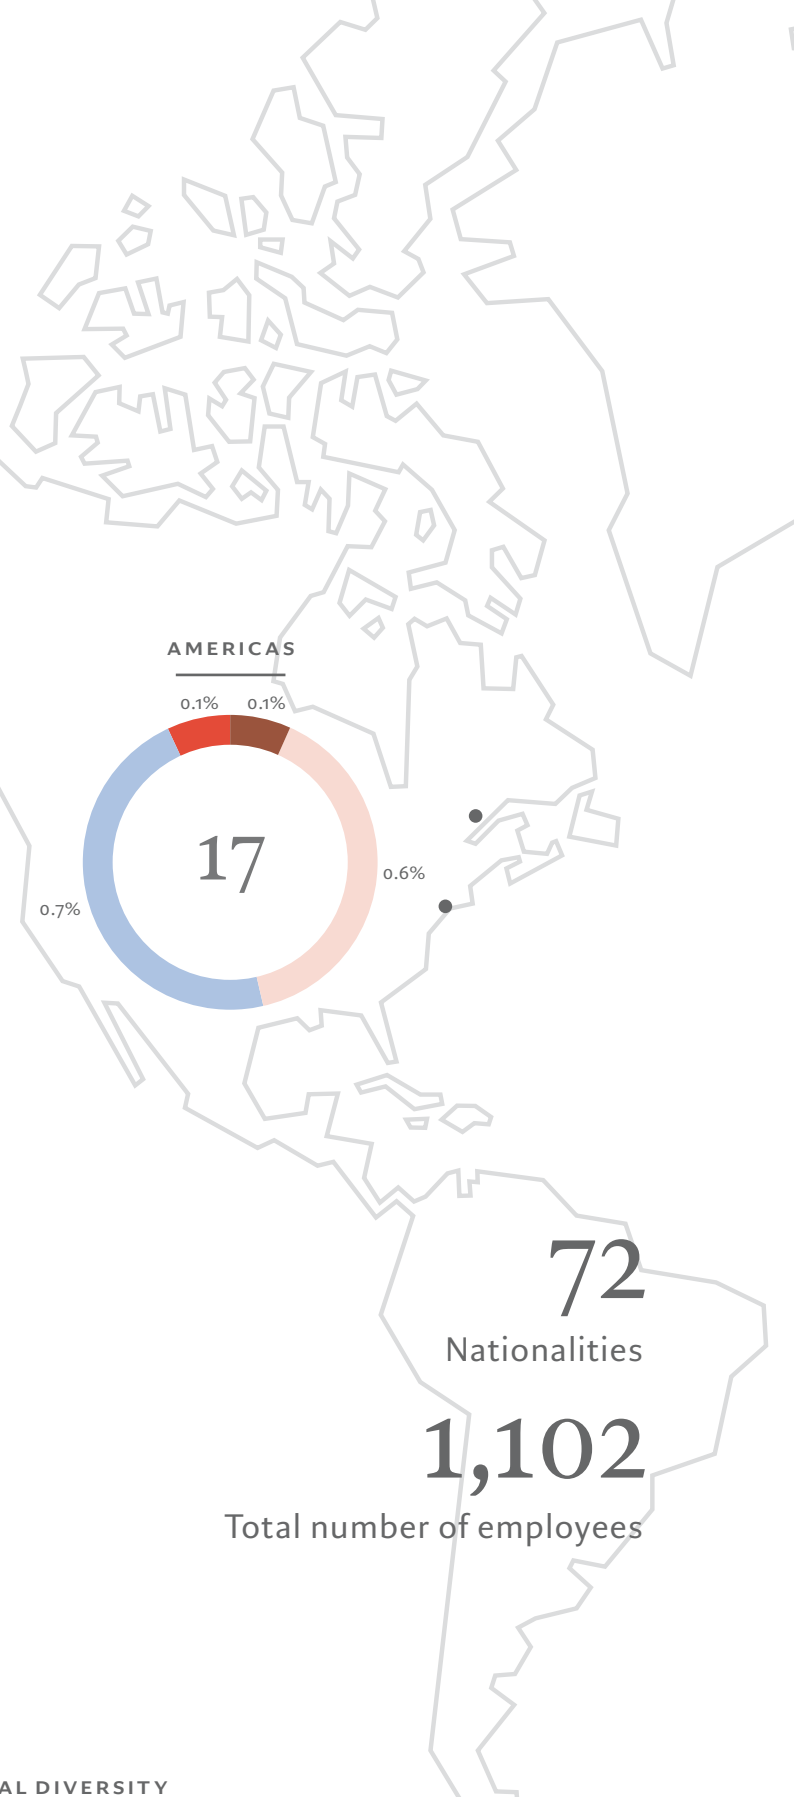 AMERICAS
0.1% 0.1%
17
0.6%
0.7%
72
Nationalities
1,102
Total number of employees
AL DIVERSITY